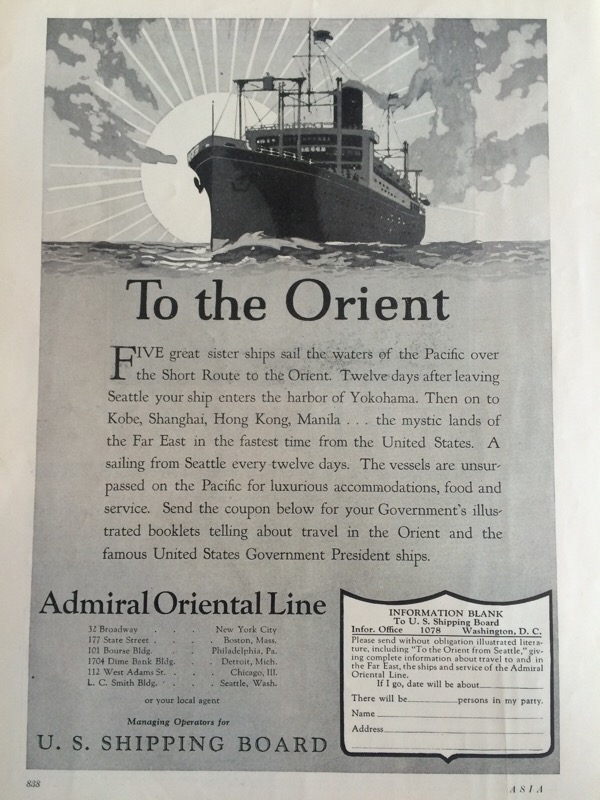 To the Orient
FIVE great sister ships sail the waters of the Pacific over
the Short Route to the Orient. Twelve days after leaving
Seattle your ship enters the harbor of Yokohama. Then on to
Kobe, Shanghai, Hong Kong, Manila . . . the mystic lands of
the Far East in the fastest time from the United States. A
sailing from Seattle every twelve days. The vessels are unsur-
passed on the Pacific for luxurious accommodations, food and
service. Send the coupon below for your Government's illus-
trated booklets telling about travel in the Orient and the
famous United States Government President ships.
Admiral Oriental Line
32 Broadway . . . New York City
177 State Street . . . . Boston, Mass.
101 Bourse Bldg. . . . Philadelphia, Pa.
1704 Dime Bank Bldg. . . Detroit, Mich.
112 West Adams St. . . . Chicago, Ill.
L. C. Smith Bldg. . . . Seattle, Wash.
or your local agent
Managing Operators for
U. S. SHIPPING BOARD
INFORMATION BLANK
To U. S. Shipping Board
Infor. Office 1078 Washington, D. C.
Please send without obligation illustrated litera-
ture, including "To the Orient from Seattle," giv-
ing complete information about travel to and in
the Far East, the ships and service of the Admiral
Oriental Line.
If I go, date will be about
There will be persons in my party.
Name
Address
838
ASIA